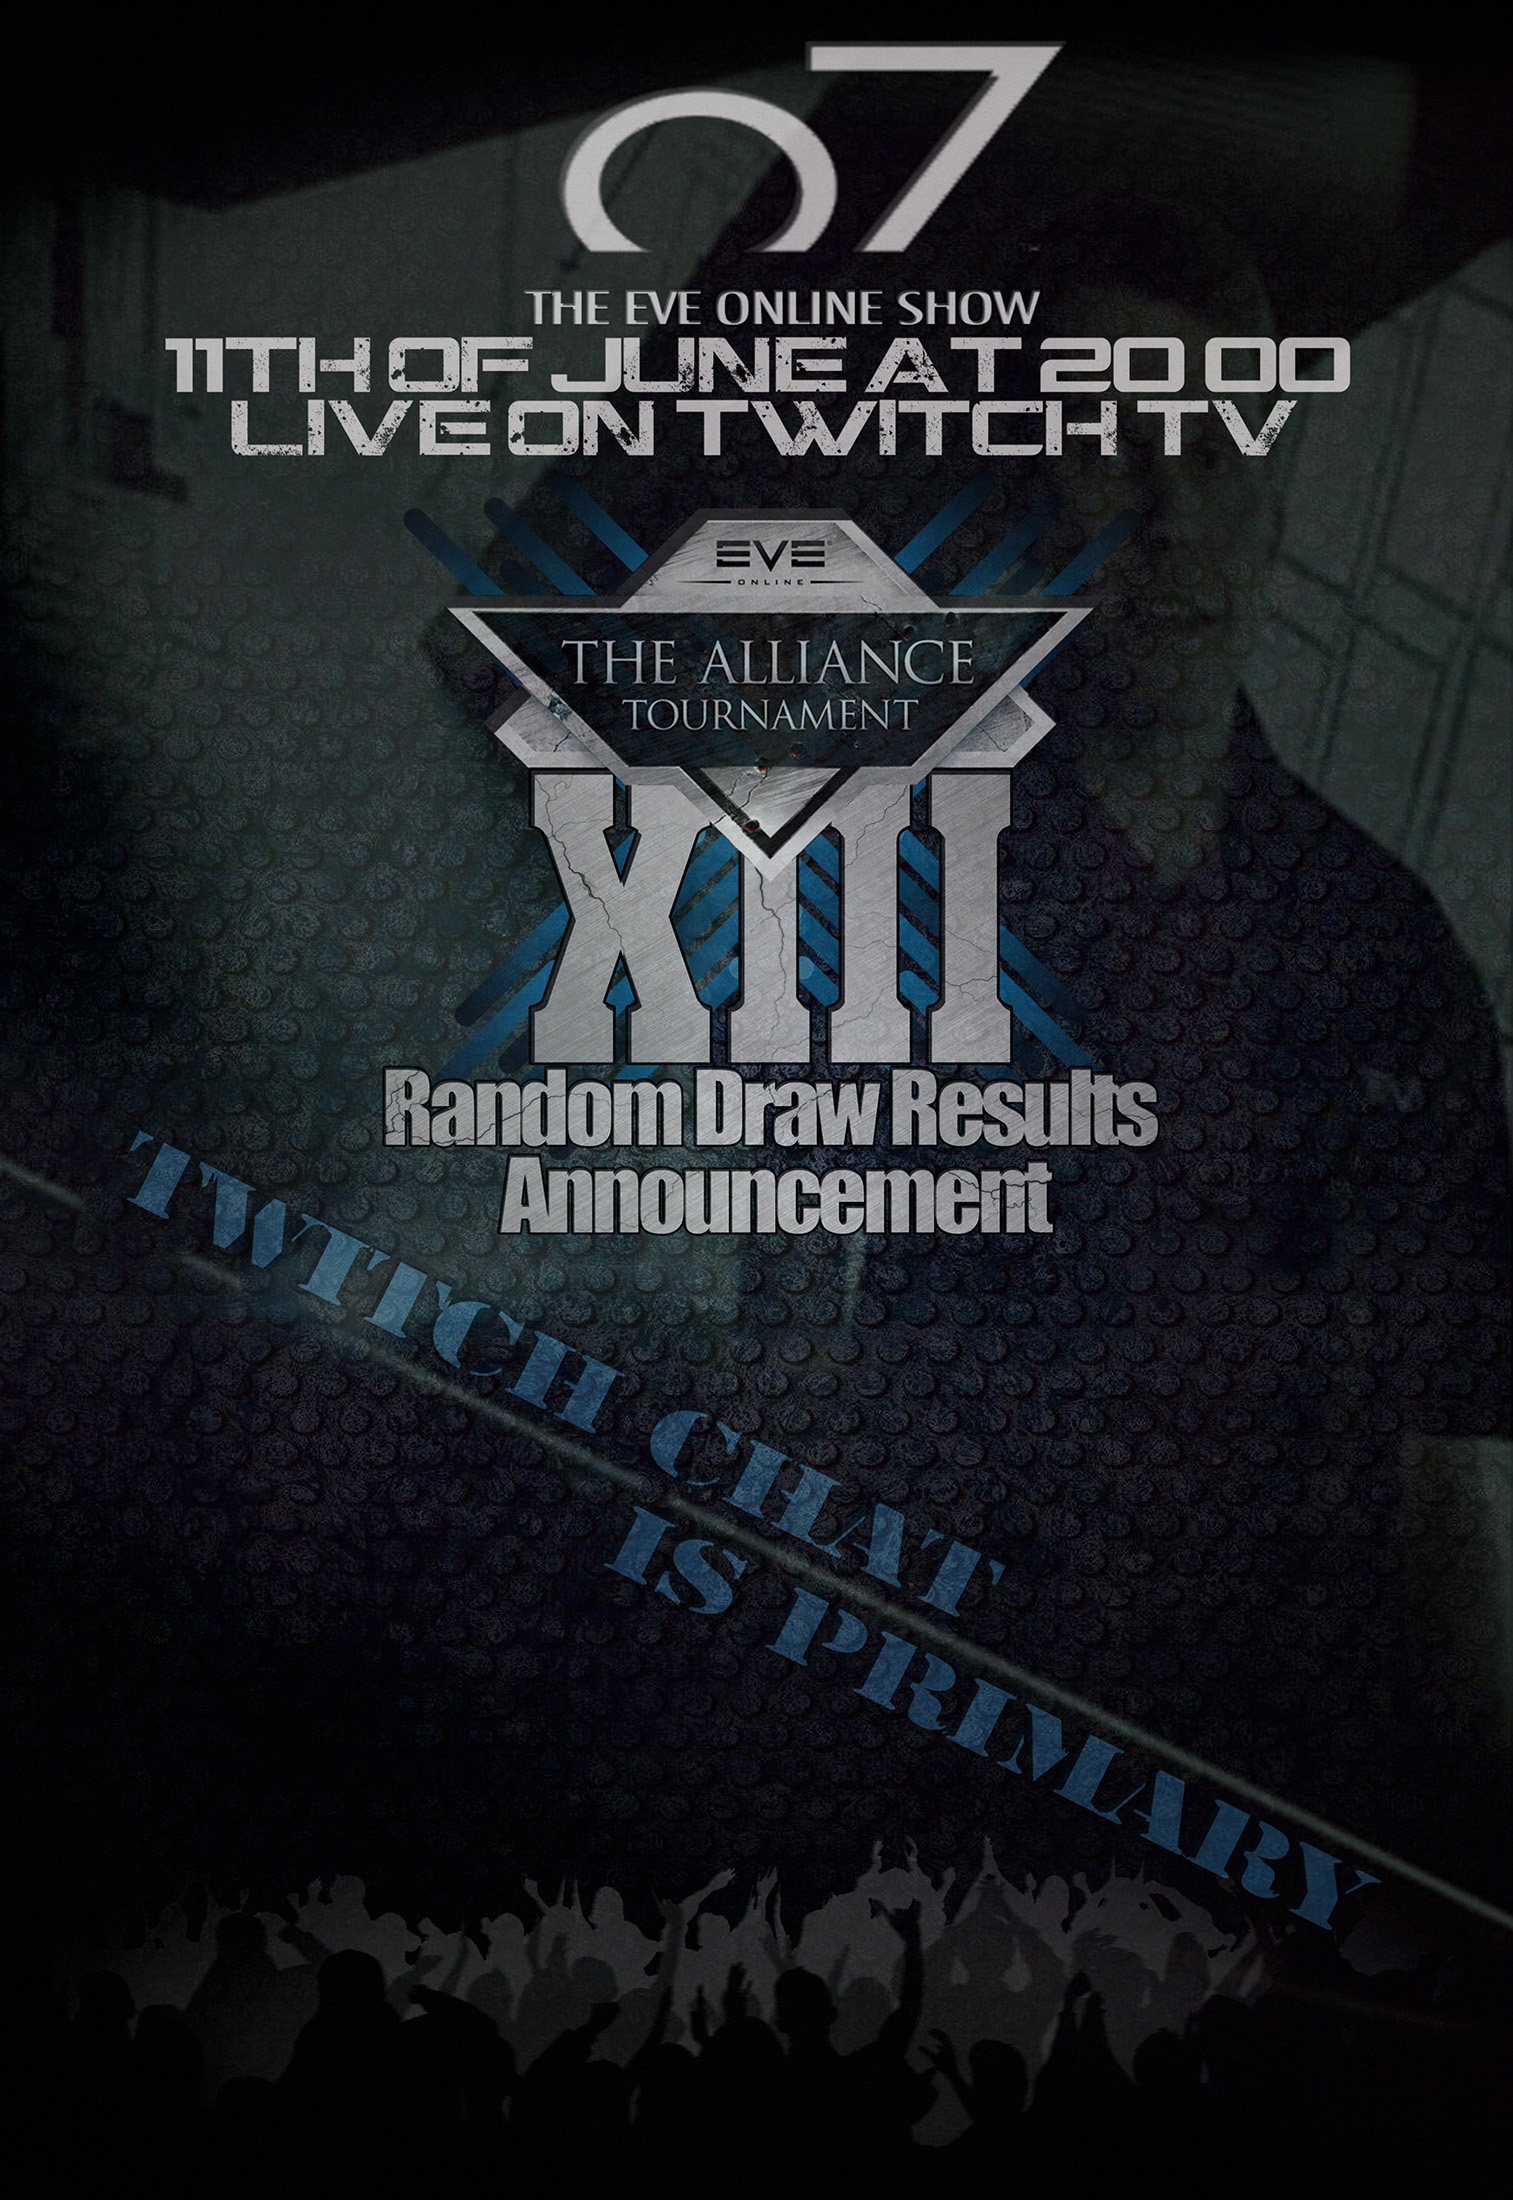 o7
THE EVE ONLINE SHOW
11TH OF JUNE AT 20 00
LIVE ON TWITCH TV
EVE
ONLINE
THE ALLIANCE
TOURNAMENT
XIII
Random Draw Results
Announcement
TWITCH CHAT
IS PRIMARY